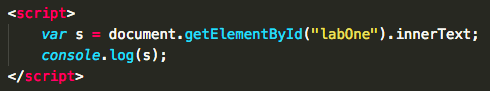 <script>
var s = document.getElementById("labOne").innerText;
console.log(s);
</script>